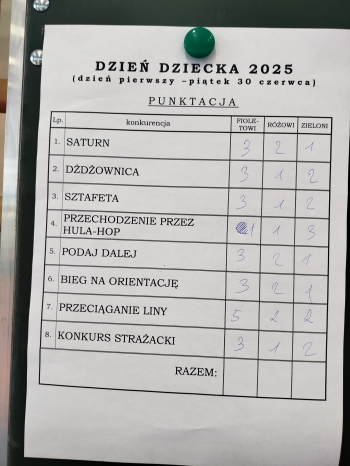 DZIEŃ DZIECKA 2025
(dzień pierwszy –piątek 30 czerwca)
PUNKTACJA
Lp. konkurencja FIOLE-TOWI RÓŻOWI ZIELONI
1. SATURN 3 2 1
2. DŻDŻOWNICA 3 1 2
3. SZTAFETA 3 1 2
4. PRZECHODZENIE PRZEZ
HULA-HOP 1 1 3
5. PODAJ DALEJ 3 2 1
6. BIEG NA ORIENTACJĘ 3 2 1
7. PRZECIĄGANIE LINY 5 2 2
8. KONKURS STRAŻACKI 3 1 2
RAZEM: